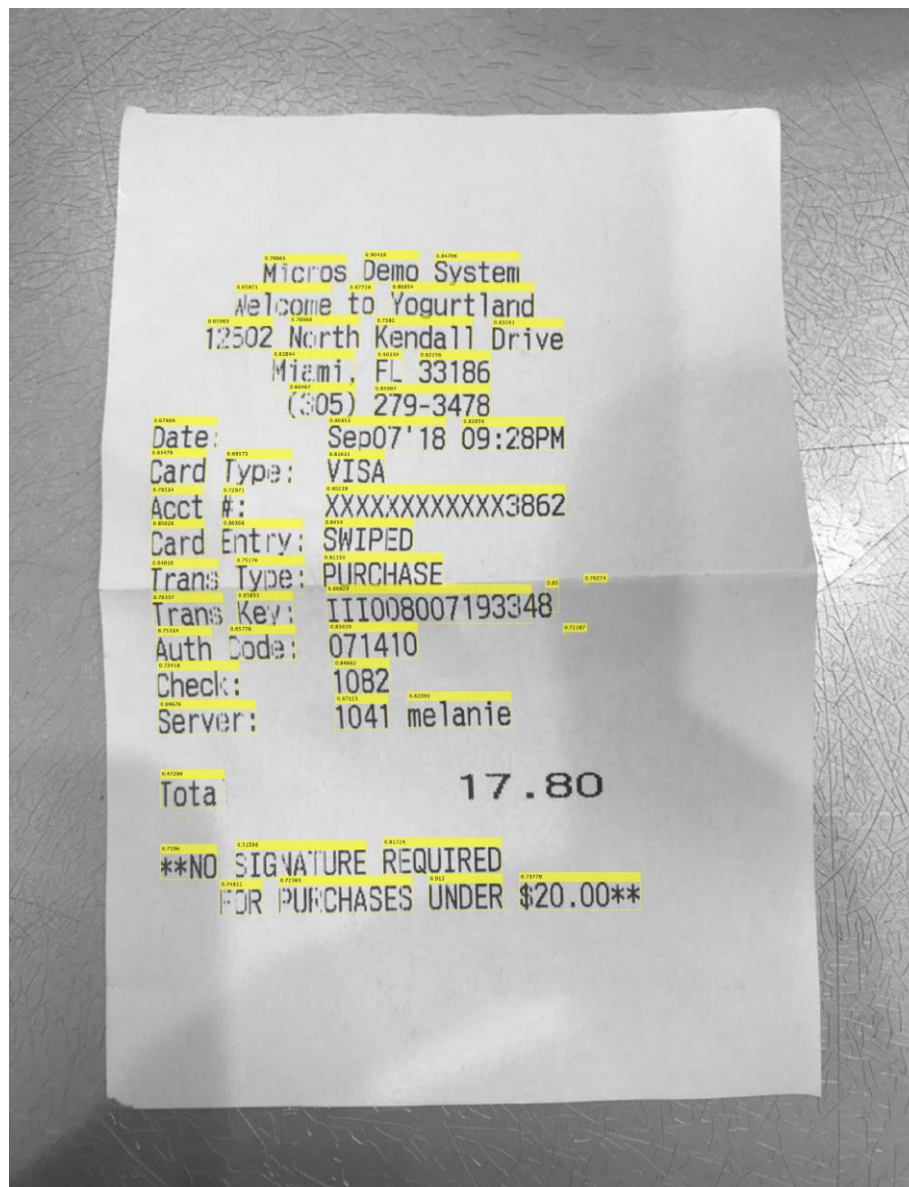 Micros Demo System
Welcome to Yogurtland
12502 North Kendall Drive
Miami, FL 33186
(305) 279-3478
Date: Sep07'18 09:28PM
Card Type: VISA
Acct #: XXXXXXXXXXXX3862
Card Entry: SWIPED
Trans Type: PURCHASE
Trans Key: III008007193348
Auth Code: 071410
Check: 1082
Server: 1041 melanie
Tota 17.80
**NO SIGNATURE REQUIRED
FOR PURCHASES UNDER $20.00**